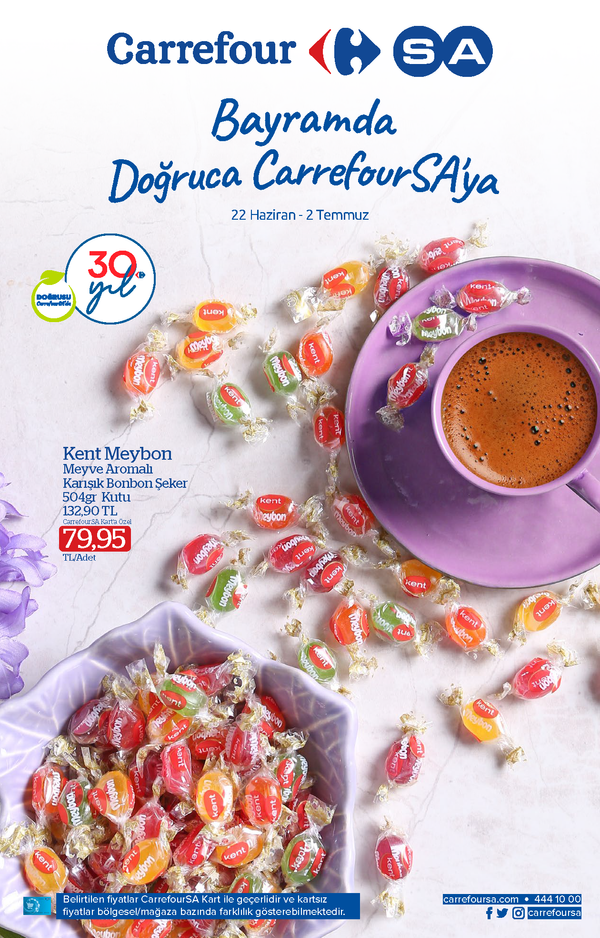 Carrefour SA
Bayramda
Doğruca CarrefourSA'ya
22 Haziran - 2 Temmuz
30
yıl
DOĞRUSU
CarrefourSA'da
Kent Meybon
Meyve Aromalı
Karışık Bonbon Şeker
504gr Kutu
132,90 TL
CarrefourSA Kart'a Özel
79,95
TL/Adet
Belirtilen fiyatlar CarrefourSA Kart ile geçerlidir ve kartsız
fiyatlar bölgesel/mağaza bazında farklılık gösterebilmektedir.
carrefoursa.com • 444 10 00
carrefoursa